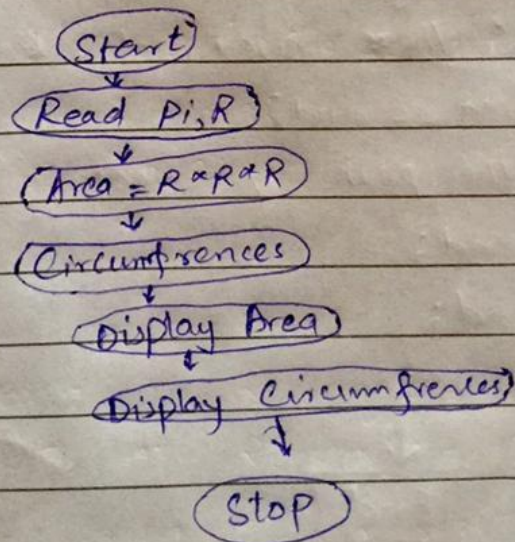 Start
Read Pi, R
Area = R * R * R
Circumfrences
Display Area
Display Circumfrences
Stop